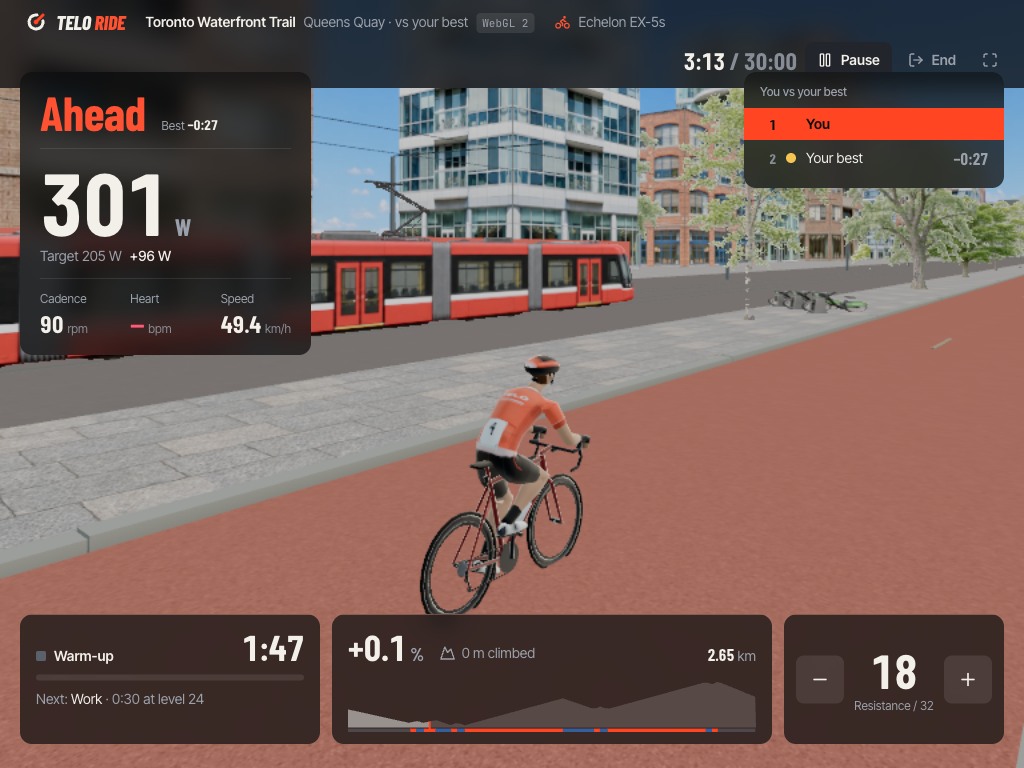 TELO RIDE Toronto Waterfront Trail Queens Quay · vs your best WebGL 2 Echelon EX-5s
3:13 / 30:00 Pause End
Ahead Best −0:27
301 W
Target 205 W +96 W
Cadence Heart Speed
90 rpm — bpm 49.4 km/h
You vs your best
1 You
2 Your best −0:27
Warm-up 1:47
Next: Work · 0:30 at level 24
+0.1 % 0 m climbed 2.65 km
− 18 +
Resistance / 32